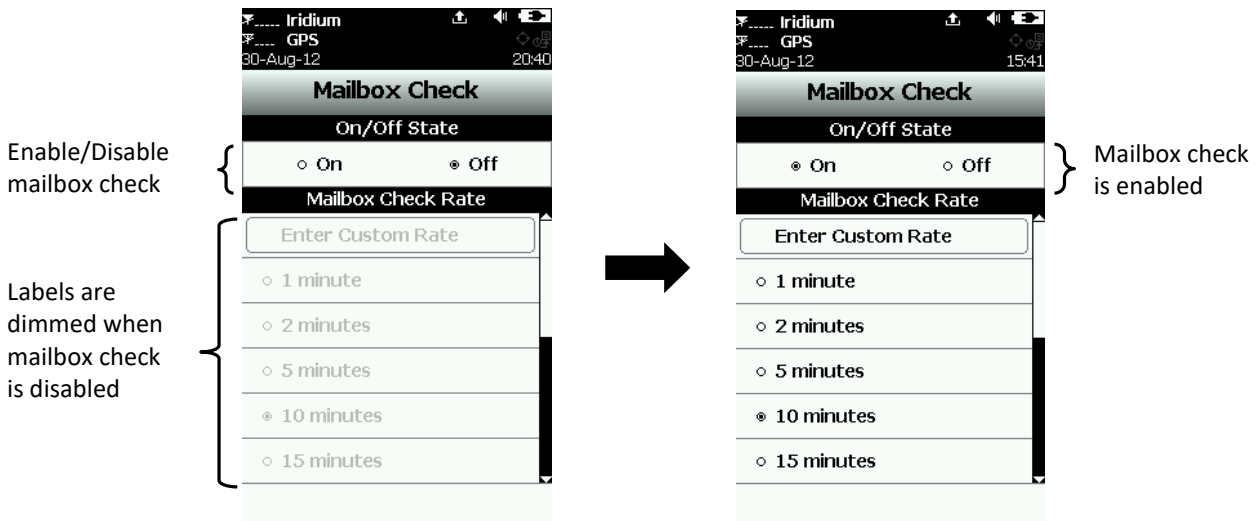 Enable/Disable
mailbox check
Labels are
dimmed when
mailbox check
is disabled
Iridium
GPS
30-Aug-12 20:40
Mailbox Check
On/Off State
On Off
Mailbox Check Rate
Enter Custom Rate
1 minute
2 minutes
5 minutes
10 minutes
15 minutes
Iridium
GPS
30-Aug-12 15:41
Mailbox Check
On/Off State
On Off
Mailbox Check Rate
Enter Custom Rate
1 minute
2 minutes
5 minutes
10 minutes
15 minutes
Mailbox check
is enabled